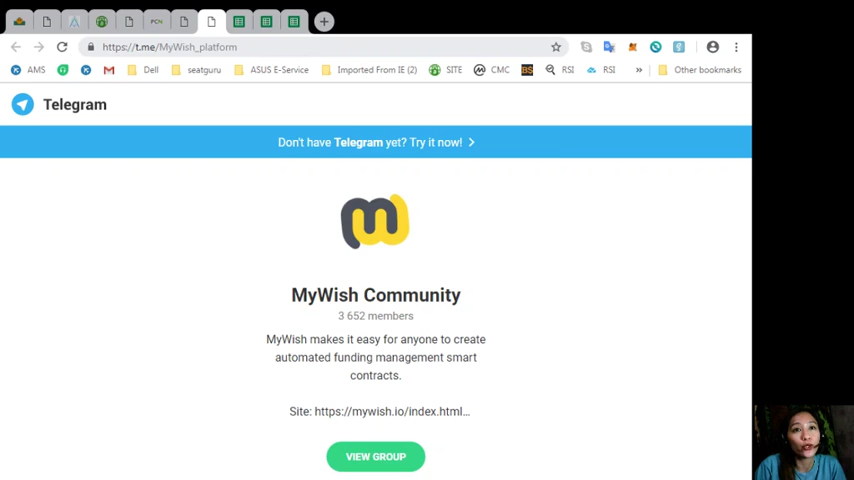 PCN
https://t.me/MyWish_platform
AMS
Dell
seatguru
ASUS E-Service
Imported From IE (2)
SITE
CMC
BS
RSI
RSI
»
Other bookmarks
Telegram
Don't have Telegram yet? Try it now!
MyWish Community
3 652 members
MyWish makes it easy for anyone to create
automated funding management smart
contracts.
Site: https://mywish.io/index.html...
VIEW GROUP